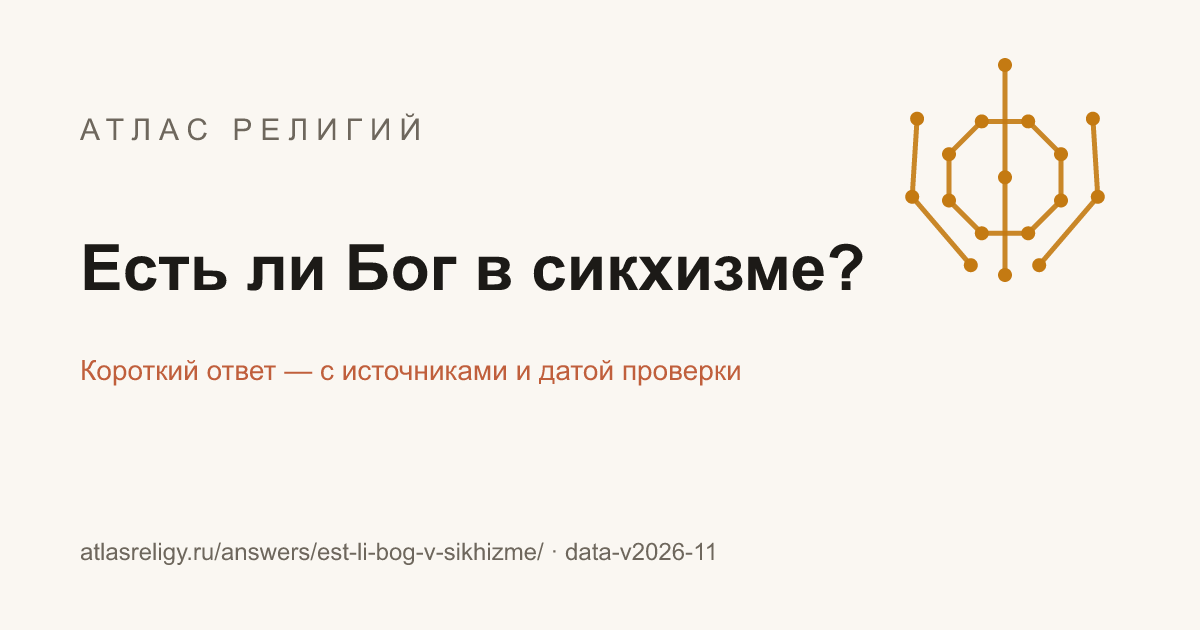 АТЛАС РЕЛИГИЙ
Есть ли Бог в сикхизме?
Короткий ответ — с источниками и датой проверки
atlasreligy.ru/answers/est-li-bog-v-sikhizme/ · data-v2026-11